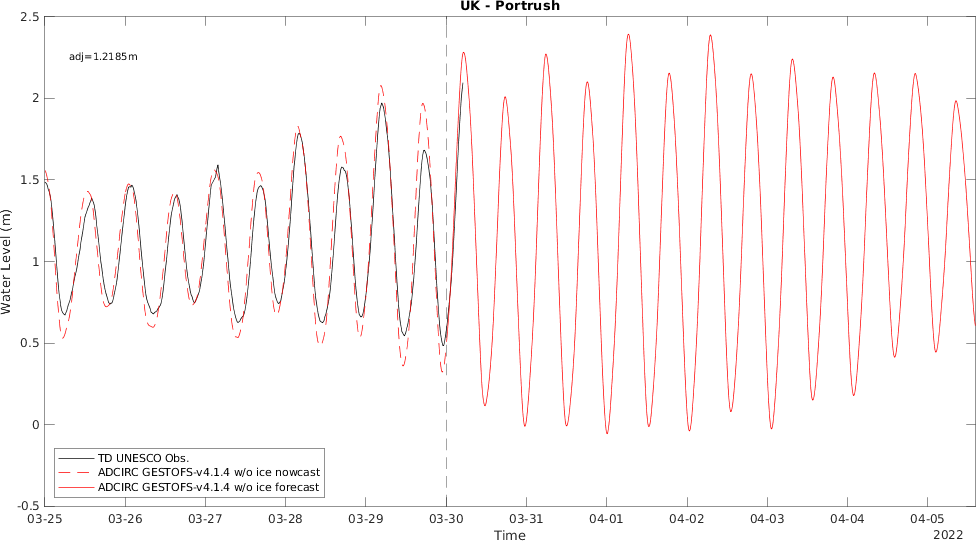 UK - Portrush
2.5
adj=1.2185m
2
1.5
Water Level (m)
1
0.5
0
TD UNESCO Obs.
ADCIRC GESTOFS-v4.1.4 w/o ice nowcast
ADCIRC GESTOFS-v4.1.4 w/o ice forecast
-0.5
03-25 03-26 03-27 03-28 03-29 03-30 03-31 04-01 04-02 04-03 04-04 04-05
Time
2022